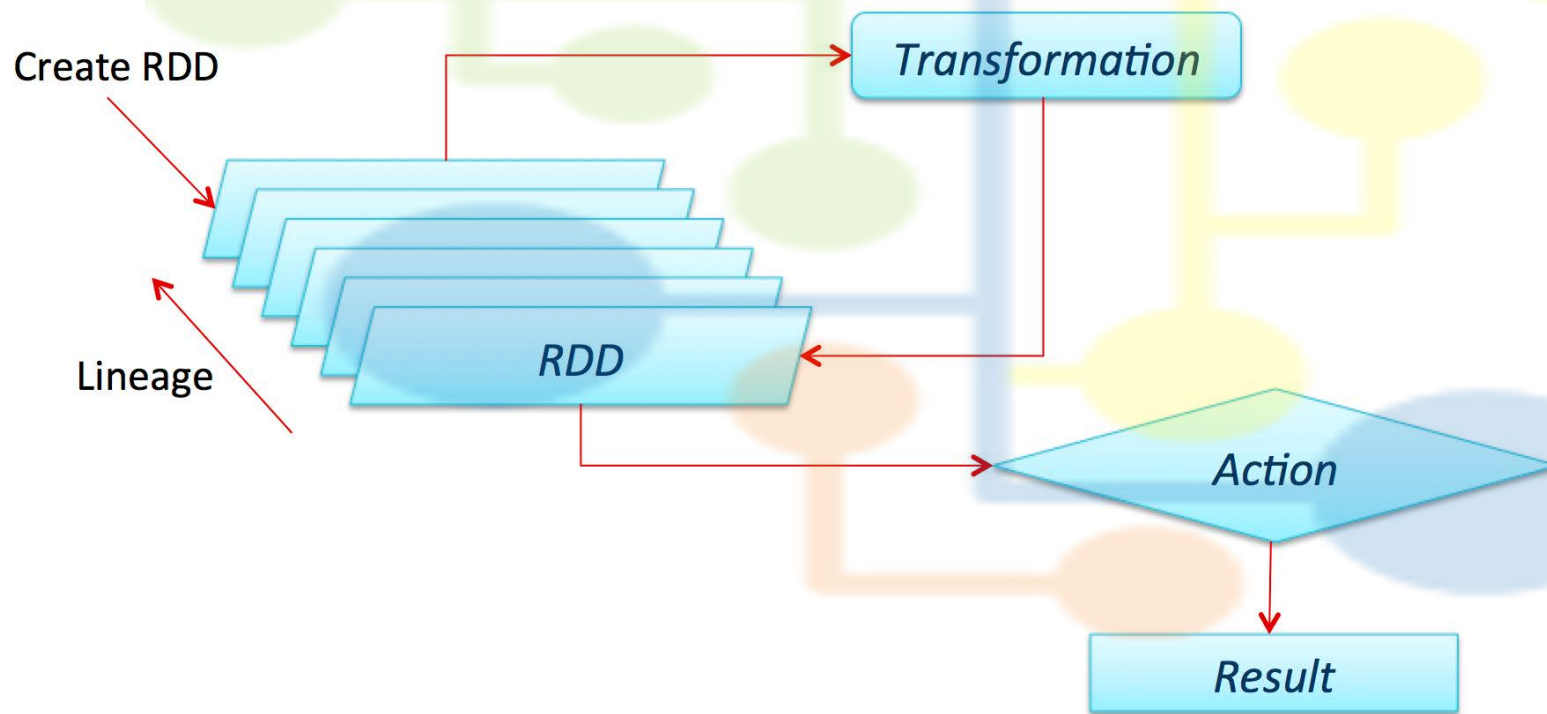 Create RDD
Transformation
Lineage
RDD
Action
Result